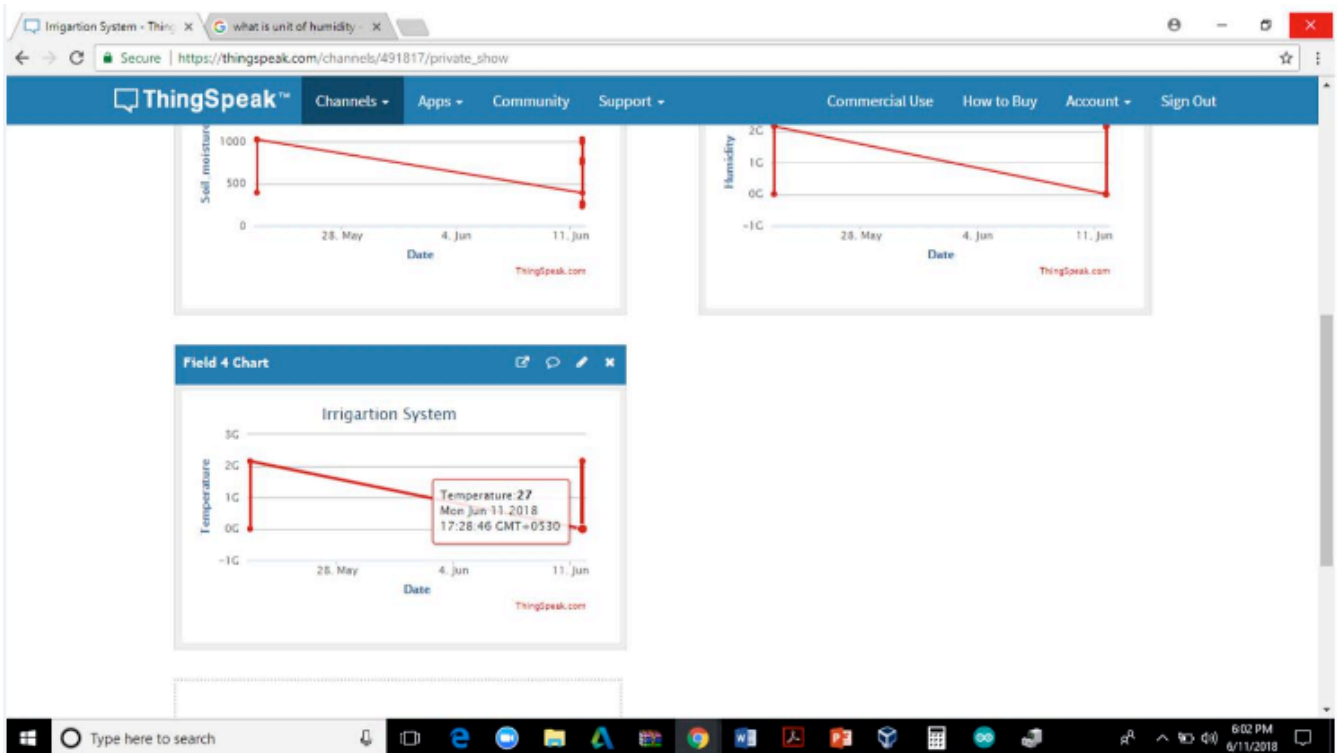 Irrigartion System - Thing
what is unit of humidity -
Secure | https://thingspeak.com/channels/491817/private_show
ThingSpeak™ Channels Apps Community Support Commercial Use How to Buy Account Sign Out
Soil_moisture
1000
500
0
28. May 4. Jun 11. Jun
Date
ThingSpeak.com
Humidity
2G
1G
0G
-1G
28. May 4. Jun 11. Jun
Date
ThingSpeak.com
Field 4 Chart
Irrigartion System
Temperature
3G
2G
1G
0G
-1G
Temperature:27
Mon Jun 11 2018
17:28:46 GMT+0530
28. May 4. Jun 11. Jun
Date
ThingSpeak.com
Type here to search
6:02 PM
6/11/2018